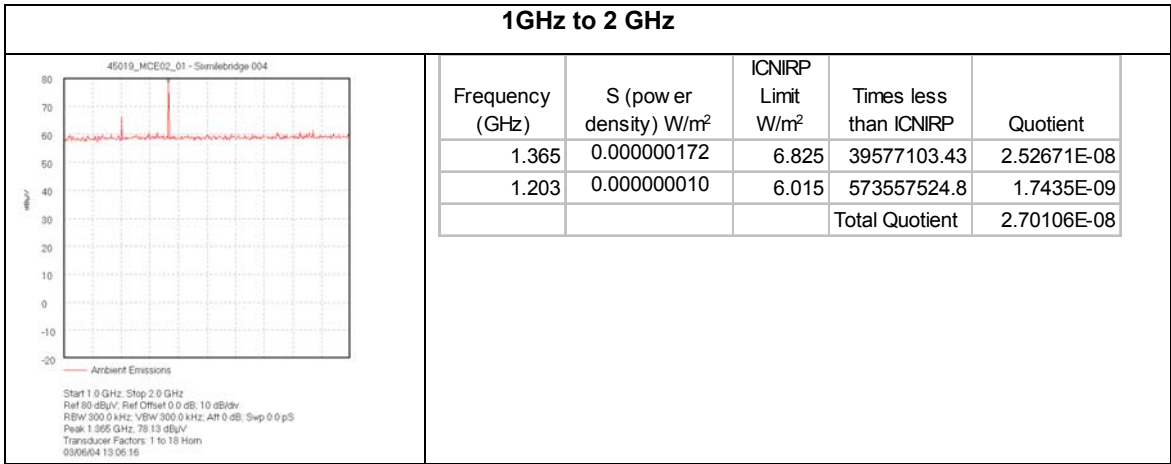 1GHz to 2 GHz
45019_MCE02_01 - Sixmilebridge 004
80
70
60
50
40
30
20
10
0
-10
-20
dBµV
Ambient Emissions
Start 1.0 GHz; Stop 2.0 GHz
Ref 80 dBµV; Ref Offset 0.0 dB; 10 dB/div
RBW 300.0 kHz; VBW 300.0 kHz; Att 0 dB; Swp 0.0 pS
Peak 1.365 GHz, 78.13 dBµV
Transducer Factors: 1 to 18 Horn
03/06/04 13:06:16
Frequency (GHz) S (pow er density) W/m² ICNIRP Limit W/m² Times less than ICNIRP Quotient
1.365 0.000000172 6.825 39577103.43 2.52671E-08
1.203 0.000000010 6.015 573557524.8 1.7435E-09
Total Quotient 2.70106E-08